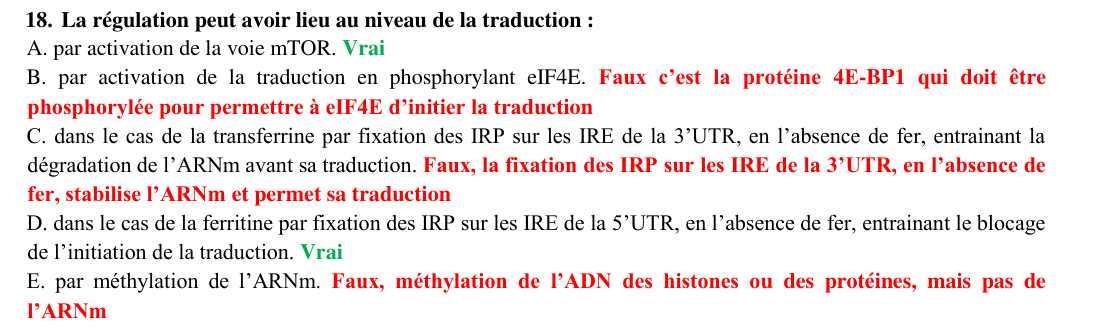 18. La régulation peut avoir lieu au niveau de la traduction :
A. par activation de la voie mTOR. Vrai
B. par activation de la traduction en phosphorylant eIF4E. Faux c’est la protéine 4E-BP1 qui doit être
phosphorylée pour permettre à eIF4E d’initier la traduction
C. dans le cas de la transferrine par fixation des IRP sur les IRE de la 3’UTR, en l’absence de fer, entrainant la
dégradation de l’ARNm avant sa traduction. Faux, la fixation des IRP sur les IRE de la 3’UTR, en l’absence de
fer, stabilise l’ARNm et permet sa traduction
D. dans le cas de la ferritine par fixation des IRP sur les IRE de la 5’UTR, en l’absence de fer, entrainant le blocage
de l’initiation de la traduction. Vrai
E. par méthylation de l’ARNm. Faux, méthylation de l’ADN des histones ou des protéines, mais pas de
l’ARNm